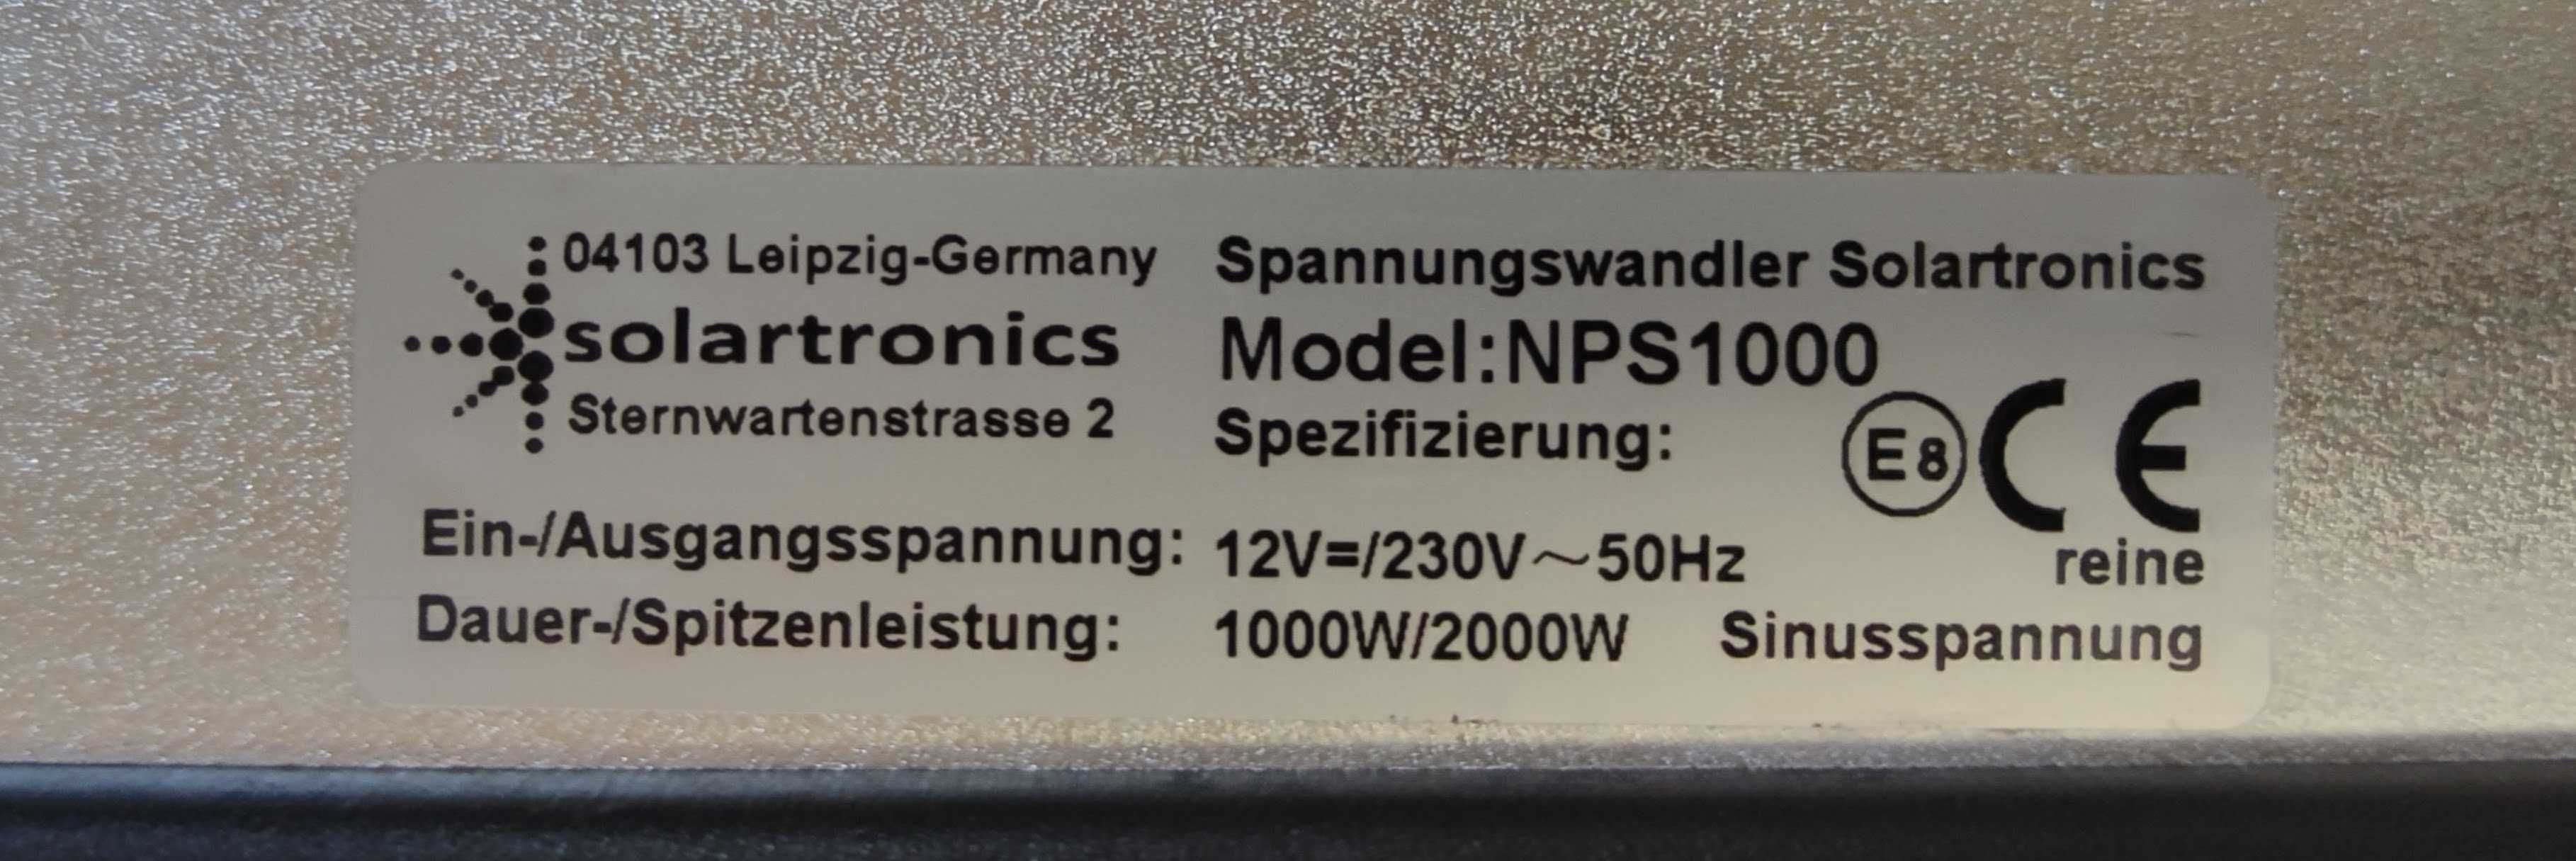 04103 Leipzig-Germany
solartronics
Sternwartenstrasse 2
Spannungswandler Solartronics
Model:NPS1000
Spezifizierung:
E8 CE
Ein-/Ausgangsspannung: 12V=/230V~50Hz
Dauer-/Spitzenleistung: 1000W/2000W
reine
Sinusspannung